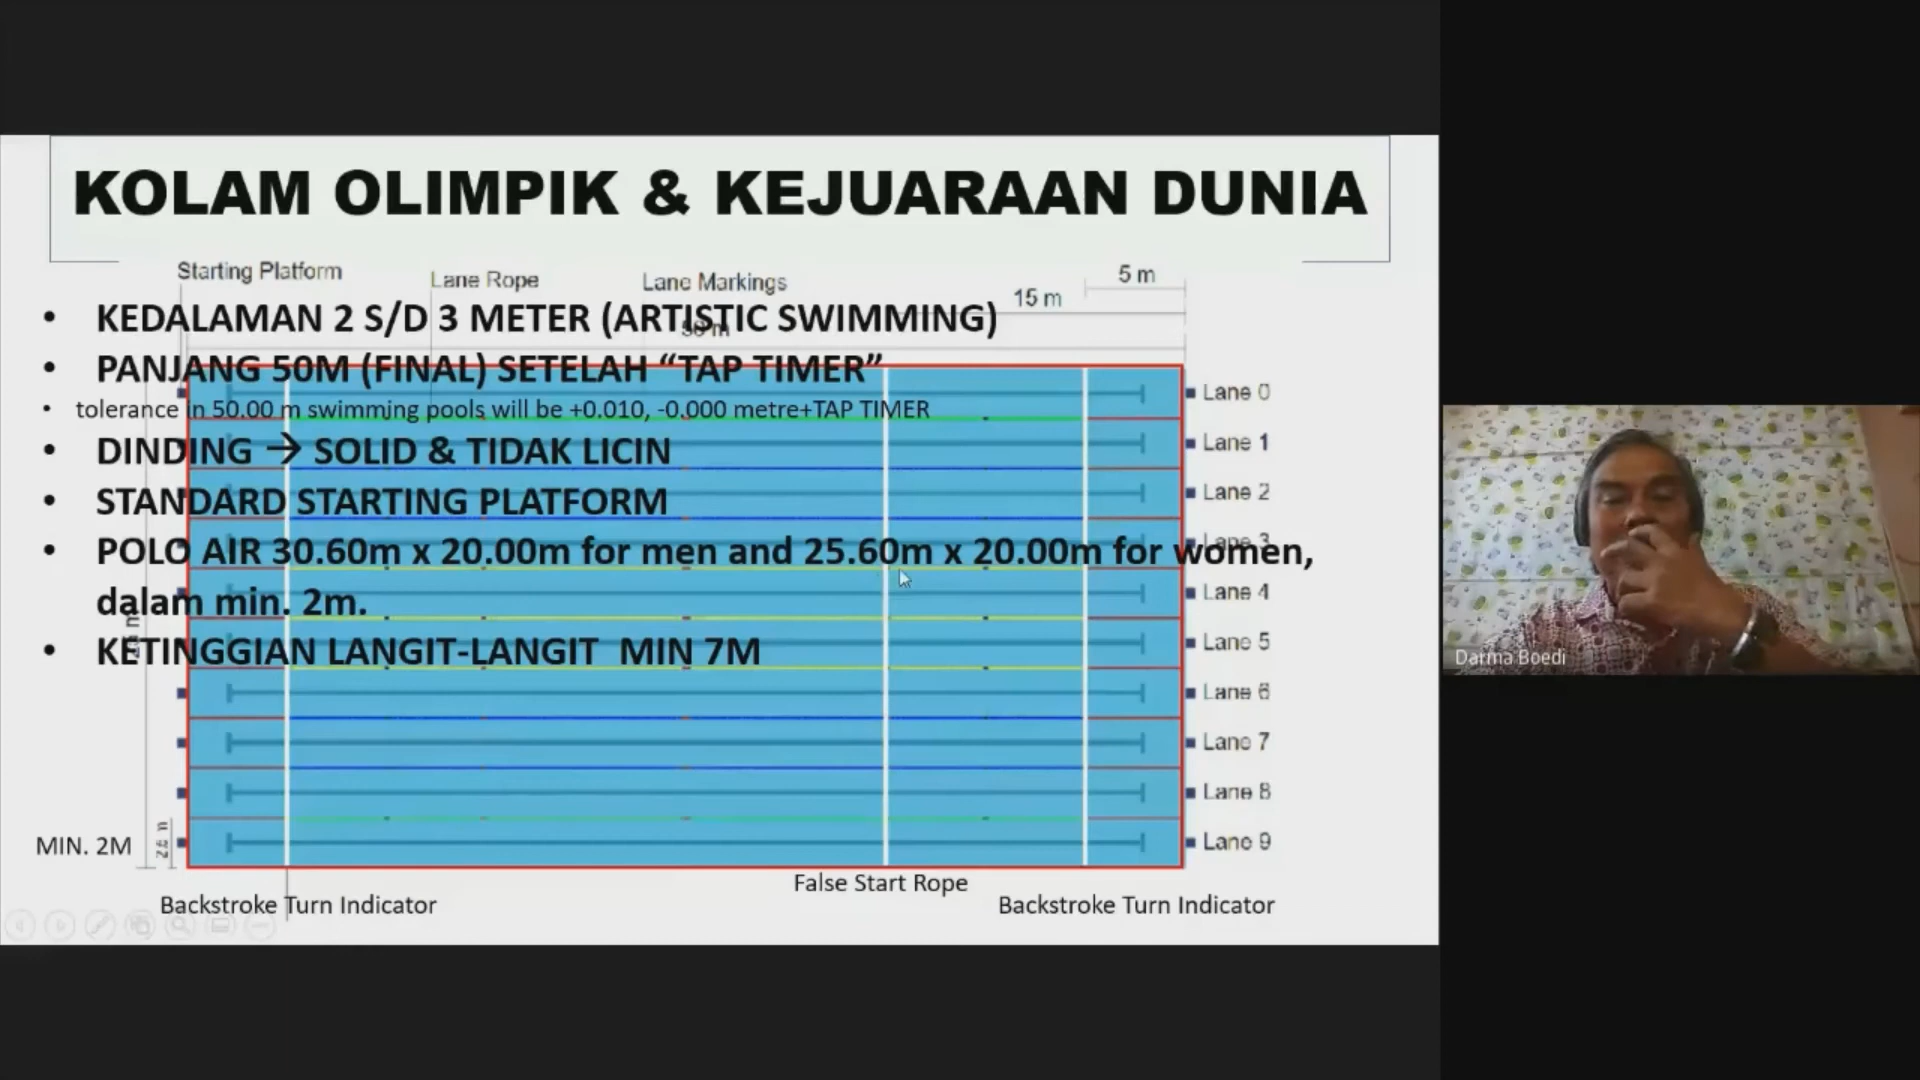 KOLAM OLIMPIK & KEJUARAAN DUNIA
Starting Platform
Lane Rope
Lane Markings
5 m
15 m
50 m
• KEDALAMAN 2 S/D 3 METER (ARTISTIC SWIMMING)
• PANJANG 50M (FINAL) SETELAH “TAP TIMER”
• tolerance in 50.00 m swimming pools will be +0.010, -0.000 metre+TAP TIMER
• DINDING → SOLID & TIDAK LICIN
• STANDARD STARTING PLATFORM
• POLO AIR 30.60m x 20.00m for men and 25.60m x 20.00m for women,
dalam min. 2m.
• KETINGGIAN LANGIT-LANGIT MIN 7M
Lane 0
Lane 1
Lane 2
Lane 3
Lane 4
Lane 5
Lane 6
Lane 7
Lane 8
Lane 9
MIN. 2M
False Start Rope
Backstroke Turn Indicator
Backstroke Turn Indicator
Darma Boedi